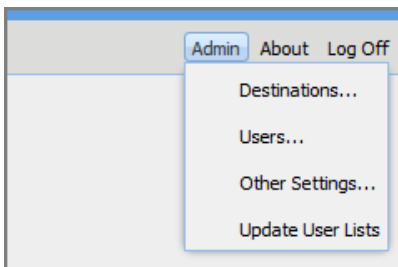 Admin About Log Off
Destinations...
Users...
Other Settings...
Update User Lists